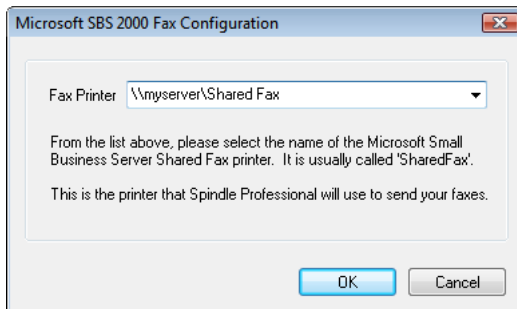 Microsoft SBS 2000 Fax Configuration
Fax Printer \\myserver\Shared Fax
From the list above, please select the name of the Microsoft Small
Business Server Shared Fax printer. It is usually called 'SharedFax'.
This is the printer that Spindle Professional will use to send your faxes.
OK Cancel